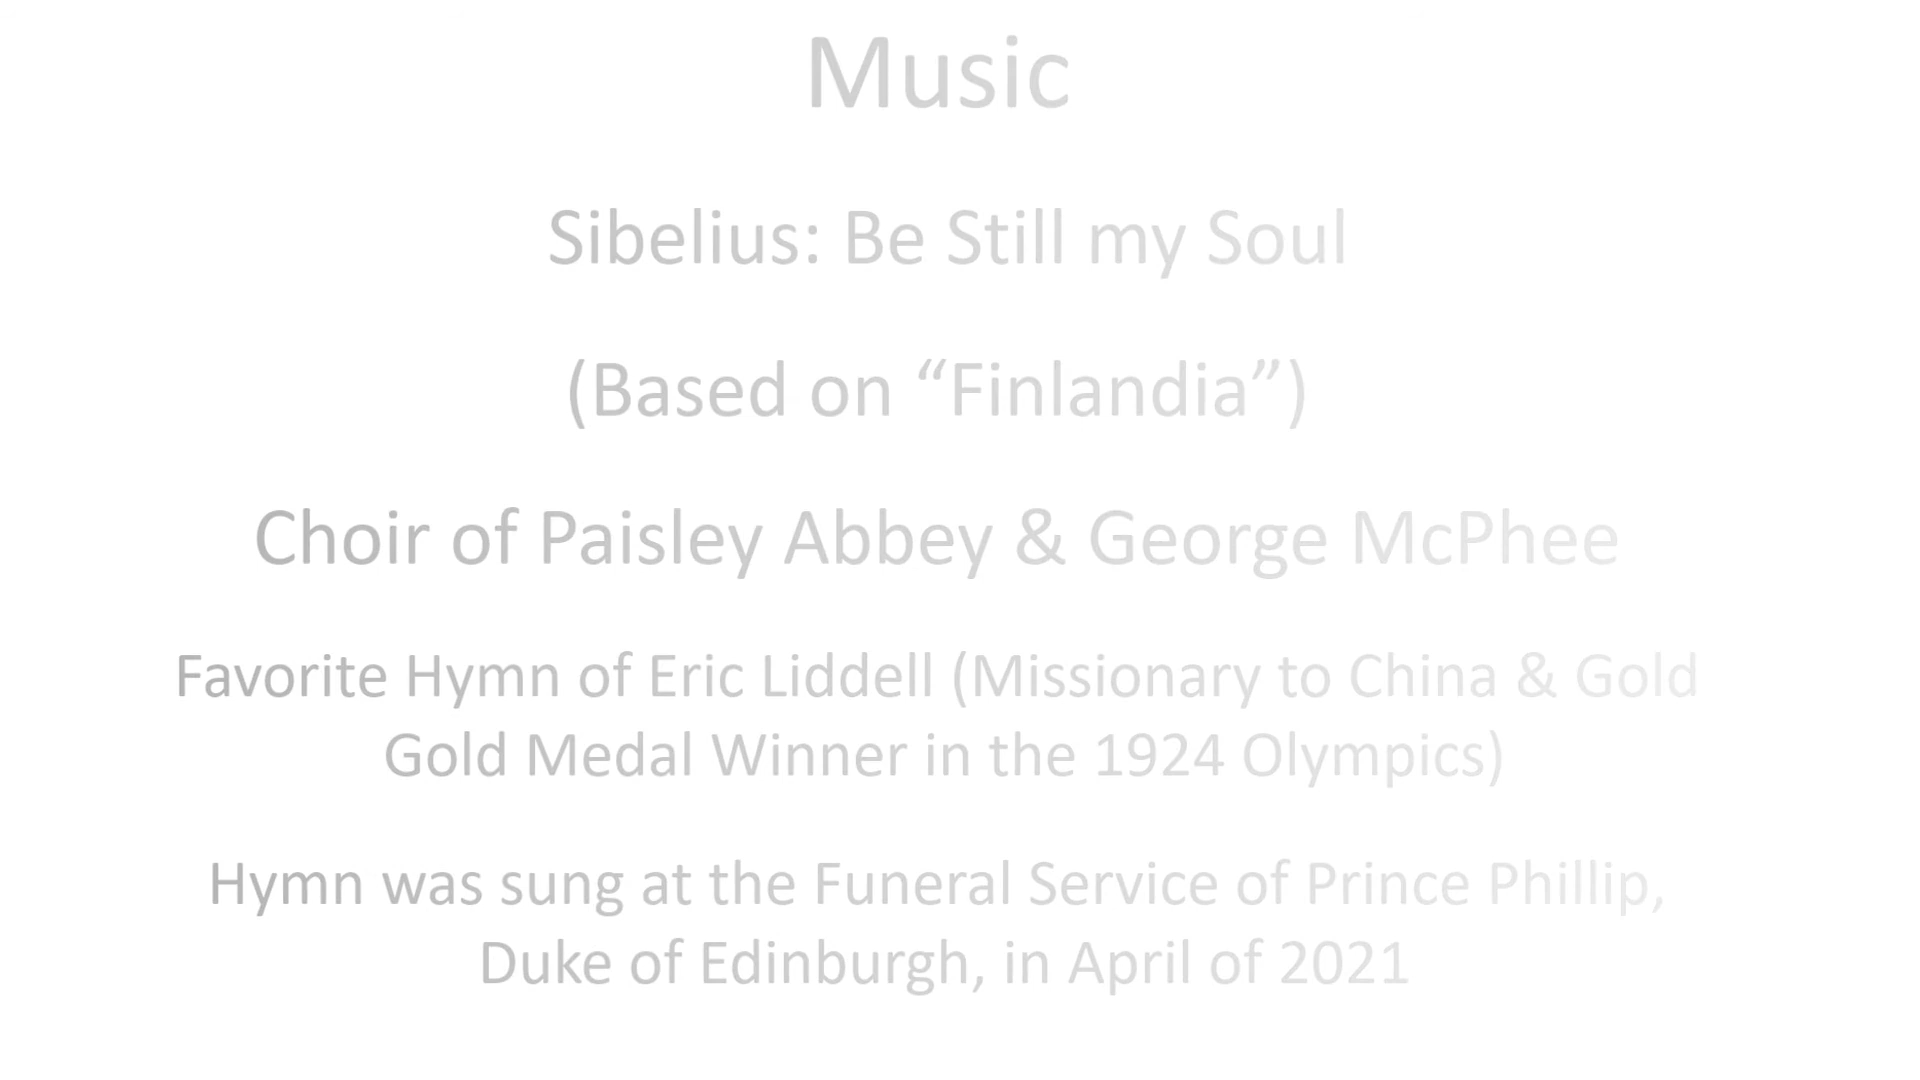 Music
Sibelius: Be Still my Soul
(Based on “Finlandia”)
Choir of Paisley Abbey & George McPhee
Favorite Hymn of Eric Liddell (Missionary to China & Gold
Gold Medal Winner in the 1924 Olympics)
Hymn was sung at the Funeral Service of Prince Phillip,
Duke of Edinburgh, in April of 2021